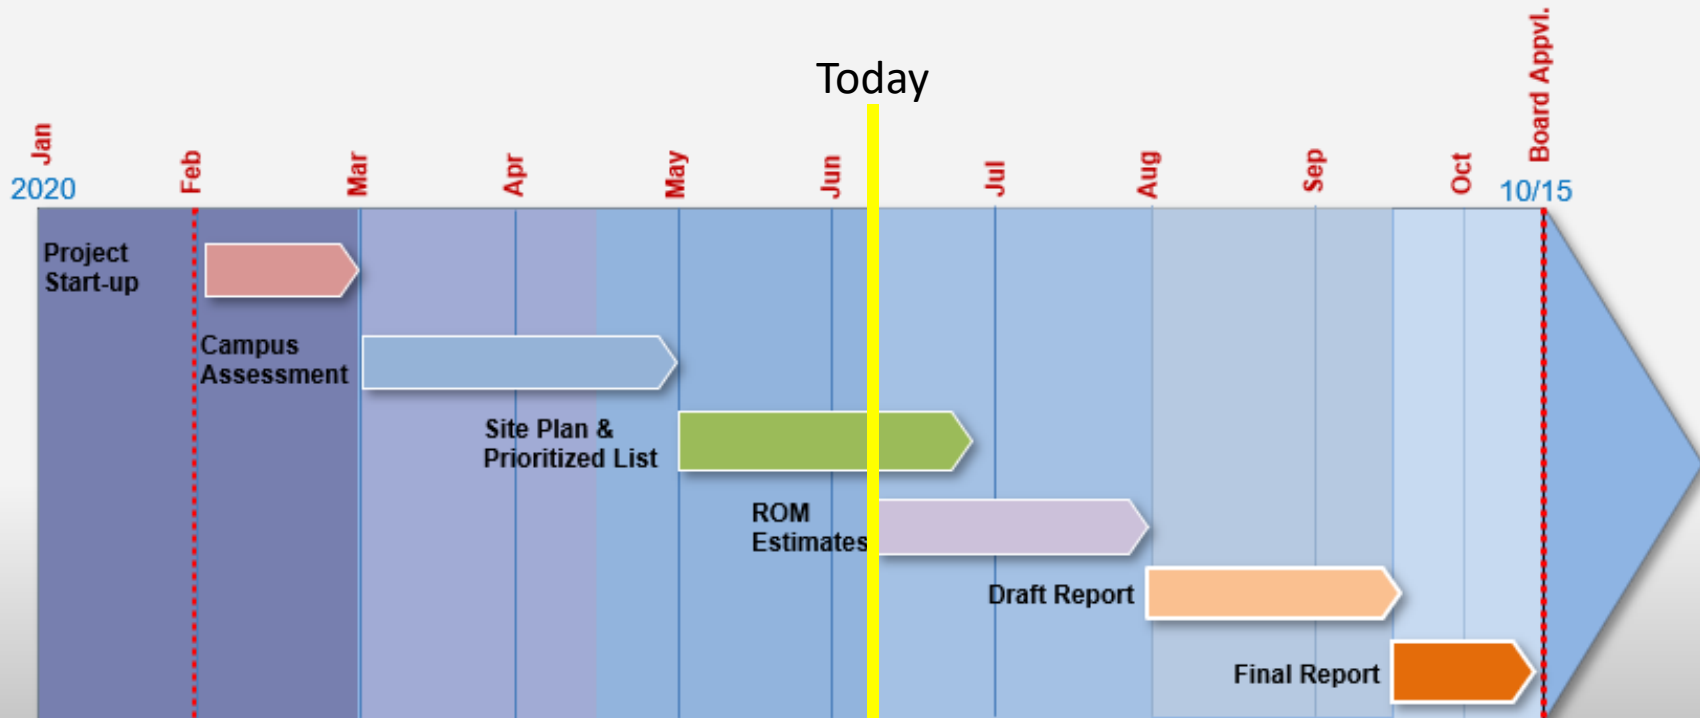 Today
Jan
Feb
Mar
Apr
May
Jun
Jul
Aug
Sep
Oct
Board Appvl.
2020
10/15
Project
Start-up
Campus
Assessment
Site Plan &
Prioritized List
ROM
Estimates
Draft Report
Final Report